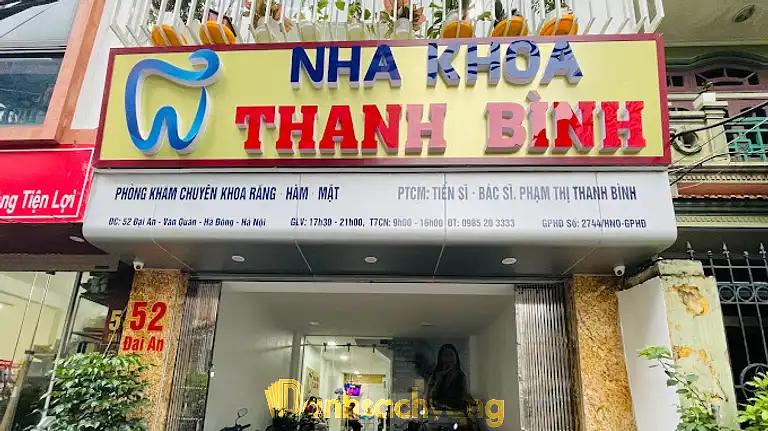 NHA KHOA
THANH BÌNH
PHÒNG KHÁM CHUYÊN KHOA RĂNG - HÀM - MẶT
PTCM: TIẾN SĨ - BÁC SĨ. PHẠM THỊ THANH BÌNH
ĐC: 52 Đại An - Văn Quán - Hà Đông - Hà Nội
GLV: 17h30 - 21h00, T7CN: 9h00 - 16h00 ĐT: 0985 20 3333
GPHĐ Số: 2744/HNO-GPHĐ
ng Tiện Lợi
52
Đại An
5
Danhsachvang